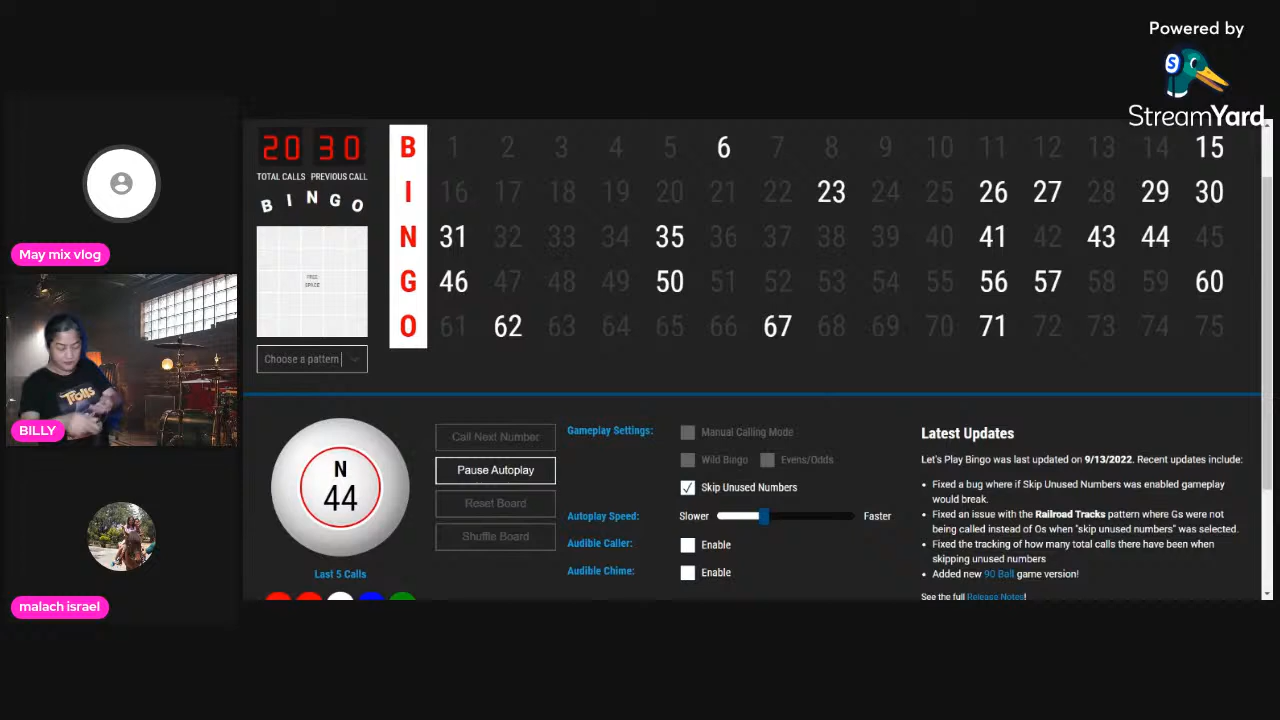 Powered by
StreamYard
20 30
TOTAL CALLS PREVIOUS CALL
BINGO
FREE
SPACE
Choose a pattern
B 1 2 3 4 5 6 7 8 9 10 11 12 13 14 15
I 16 17 18 19 20 21 22 23 24 25 26 27 28 29 30
N 31 32 33 34 35 36 37 38 39 40 41 42 43 44 45
G 46 47 48 49 50 51 52 53 54 55 56 57 58 59 60
O 61 62 63 64 65 66 67 68 69 70 71 72 73 74 75
May mix vlog
TROLLS
BILLY
malach israel
N
44
Last 5 Calls
Call Next Number
Pause Autoplay
Reset Board
Shuffle Board
Gameplay Settings:
Manual Calling Mode
Wild Bingo Evens/Odds
Skip Unused Numbers
Autoplay Speed: Slower Faster
Audible Caller: Enable
Audible Chime: Enable
Latest Updates
Let's Play Bingo was last updated on 9/13/2022. Recent updates include:
• Fixed a bug where if Skip Unused Numbers was enabled gameplay
would break.
• Fixed an issue with the Railroad Tracks pattern where Gs were not
being called instead of Os when "skip unused numbers" was selected.
• Fixed the tracking of how many total calls there have been when
skipping unused numbers
• Added new 90 Ball game version!
See the full Release Notes!